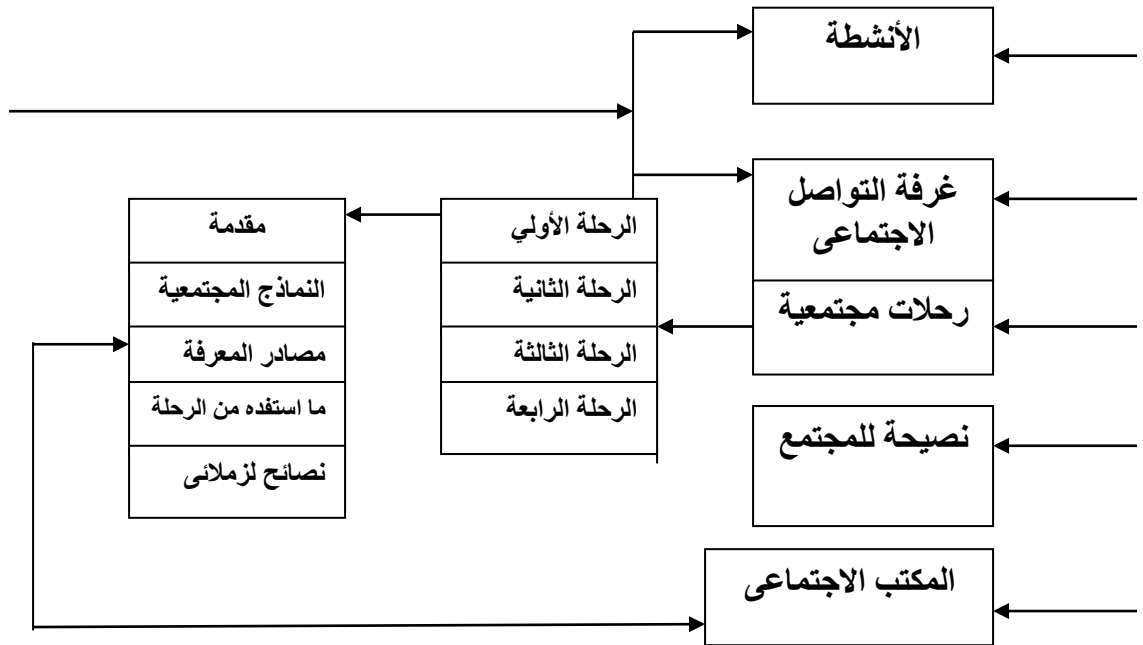 الأنشطة
غرفة التواصل
الاجتماعى
رحلات مجتمعية
نصيحة للمجتمع
المكتب الاجتماعى
الرحلة الأولي
الرحلة الثانية
الرحلة الثالثة
الرحلة الرابعة
مقدمة
النماذج المجتمعية
مصادر المعرفة
ما استفده من الرحلة
نصائح لزملائى